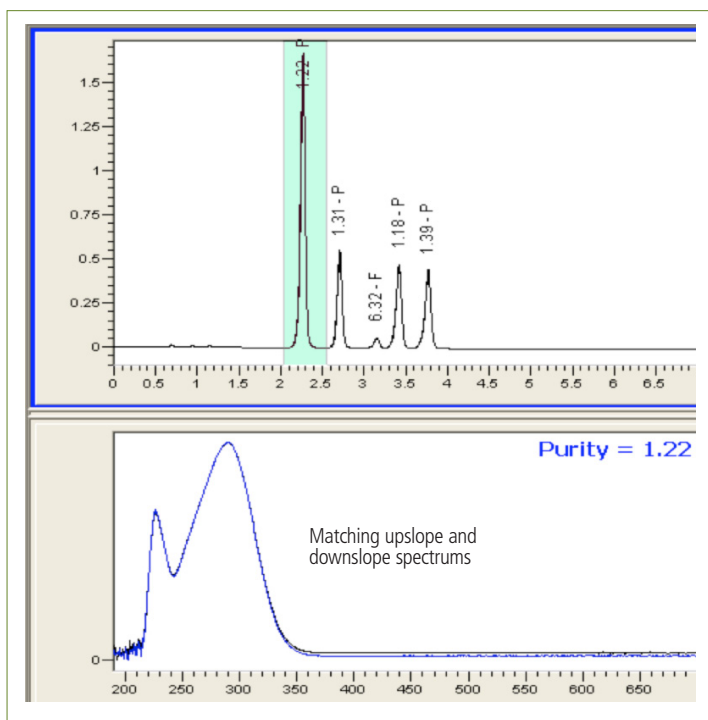 1.22 - P
1.31 - P
6.32 - F
1.18 - P
1.39 - P
1.5
1.25
1
0.75
0.5
0.25
0
0 0.5 1 1.5 2 2.5 3 3.5 4 4.5 5 5.5 6 6.5
Purity = 1.22
Matching upslope and
downslope spectrums
0
200 250 300 350 400 450 500 550 600 650